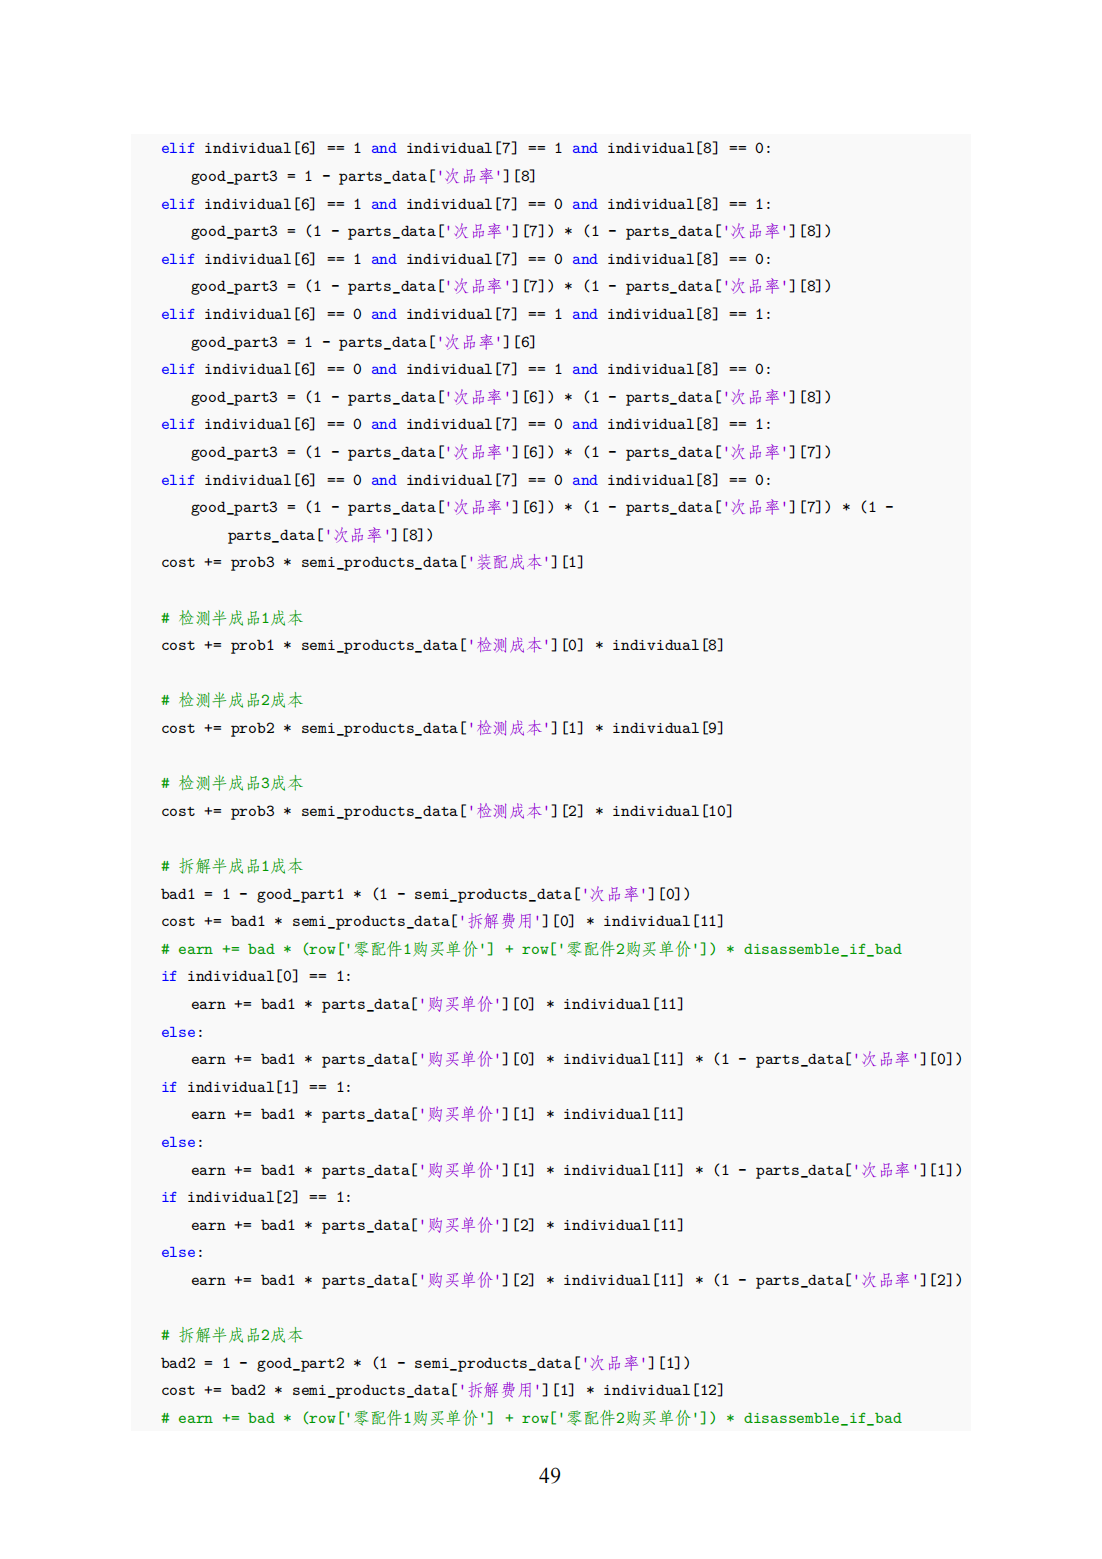 elif individual[6] == 1 and individual[7] == 1 and individual[8] == 0:
good_part3 = 1 - parts_data['次品率'][8]
elif individual[6] == 1 and individual[7] == 0 and individual[8] == 1:
good_part3 = (1 - parts_data['次品率'][7]) * (1 - parts_data['次品率'][8])
elif individual[6] == 1 and individual[7] == 0 and individual[8] == 0:
good_part3 = (1 - parts_data['次品率'][7]) * (1 - parts_data['次品率'][8])
elif individual[6] == 0 and individual[7] == 1 and individual[8] == 1:
good_part3 = 1 - parts_data['次品率'][6]
elif individual[6] == 0 and individual[7] == 1 and individual[8] == 0:
good_part3 = (1 - parts_data['次品率'][6]) * (1 - parts_data['次品率'][8])
elif individual[6] == 0 and individual[7] == 0 and individual[8] == 1:
good_part3 = (1 - parts_data['次品率'][6]) * (1 - parts_data['次品率'][7])
elif individual[6] == 0 and individual[7] == 0 and individual[8] == 0:
good_part3 = (1 - parts_data['次品率'][6]) * (1 - parts_data['次品率'][7]) * (1 -
parts_data['次品率'][8])
cost += prob3 * semi_products_data['装配成本'][1]
# 检测半成品1成本
cost += prob1 * semi_products_data['检测成本'][0] * individual[8]
# 检测半成品2成本
cost += prob2 * semi_products_data['检测成本'][1] * individual[9]
# 检测半成品3成本
cost += prob3 * semi_products_data['检测成本'][2] * individual[10]
# 拆解半成品1成本
bad1 = 1 - good_part1 * (1 - semi_products_data['次品率'][0])
cost += bad1 * semi_products_data['拆解费用'][0] * individual[11]
# earn += bad * (row['零配件1购买单价'] + row['零配件2购买单价']) * disassemble_if_bad
if individual[0] == 1:
earn += bad1 * parts_data['购买单价'][0] * individual[11]
else:
earn += bad1 * parts_data['购买单价'][0] * individual[11] * (1 - parts_data['次品率'][0])
if individual[1] == 1:
earn += bad1 * parts_data['购买单价'][1] * individual[11]
else:
earn += bad1 * parts_data['购买单价'][1] * individual[11] * (1 - parts_data['次品率'][1])
if individual[2] == 1:
earn += bad1 * parts_data['购买单价'][2] * individual[11]
else:
earn += bad1 * parts_data['购买单价'][2] * individual[11] * (1 - parts_data['次品率'][2])
# 拆解半成品2成本
bad2 = 1 - good_part2 * (1 - semi_products_data['次品率'][1])
cost += bad2 * semi_products_data['拆解费用'][1] * individual[12]
# earn += bad * (row['零配件1购买单价'] + row['零配件2购买单价']) * disassemble_if_bad
49